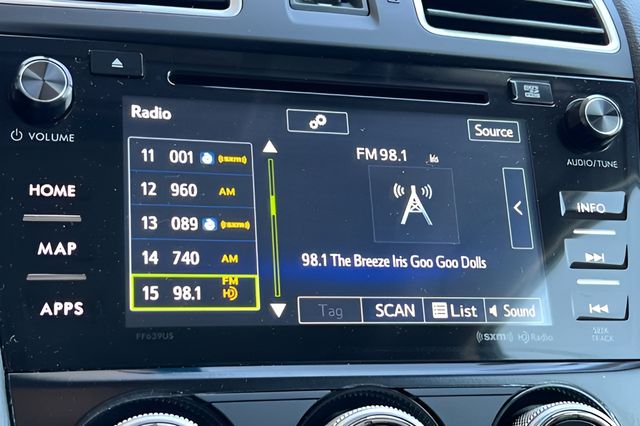 Radio
Source
VOLUME
AUDIO/TUNE
11 001 ((sxm))
FM 98.1
12 960 AM
HOME
INFO
13 089 ((sxm))
MAP
14 740 AM
98.1 The Breeze Iris Goo Goo Dolls
15 98.1 FM HD
APPS
Tag SCAN List Sound
FF639US
((sxm)) HD Radio
SEEK
TRACK